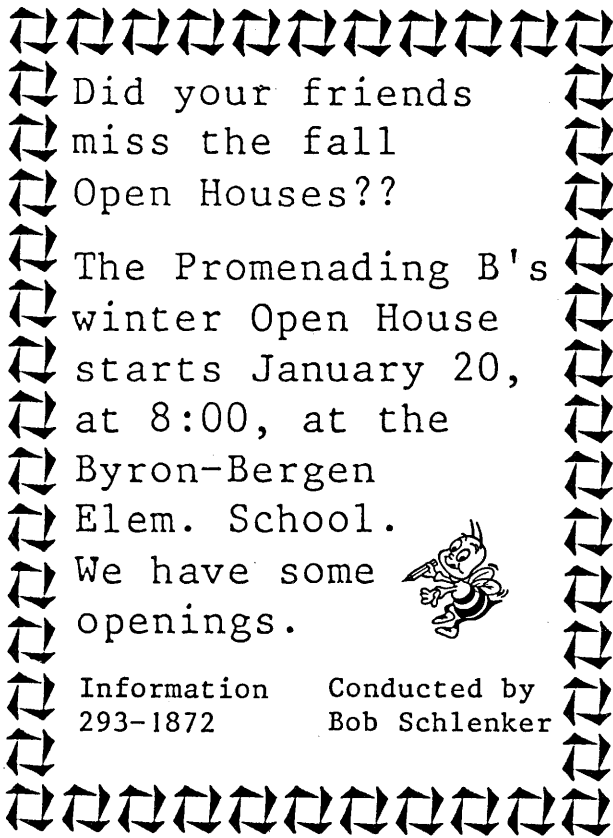 Did your friends
miss the fall
Open Houses??
The Promenading B's
winter Open House
starts January 20,
at 8:00, at the
Byron-Bergen
Elem. School.
We have some
openings.
Information Conducted by
293-1872 Bob Schlenker